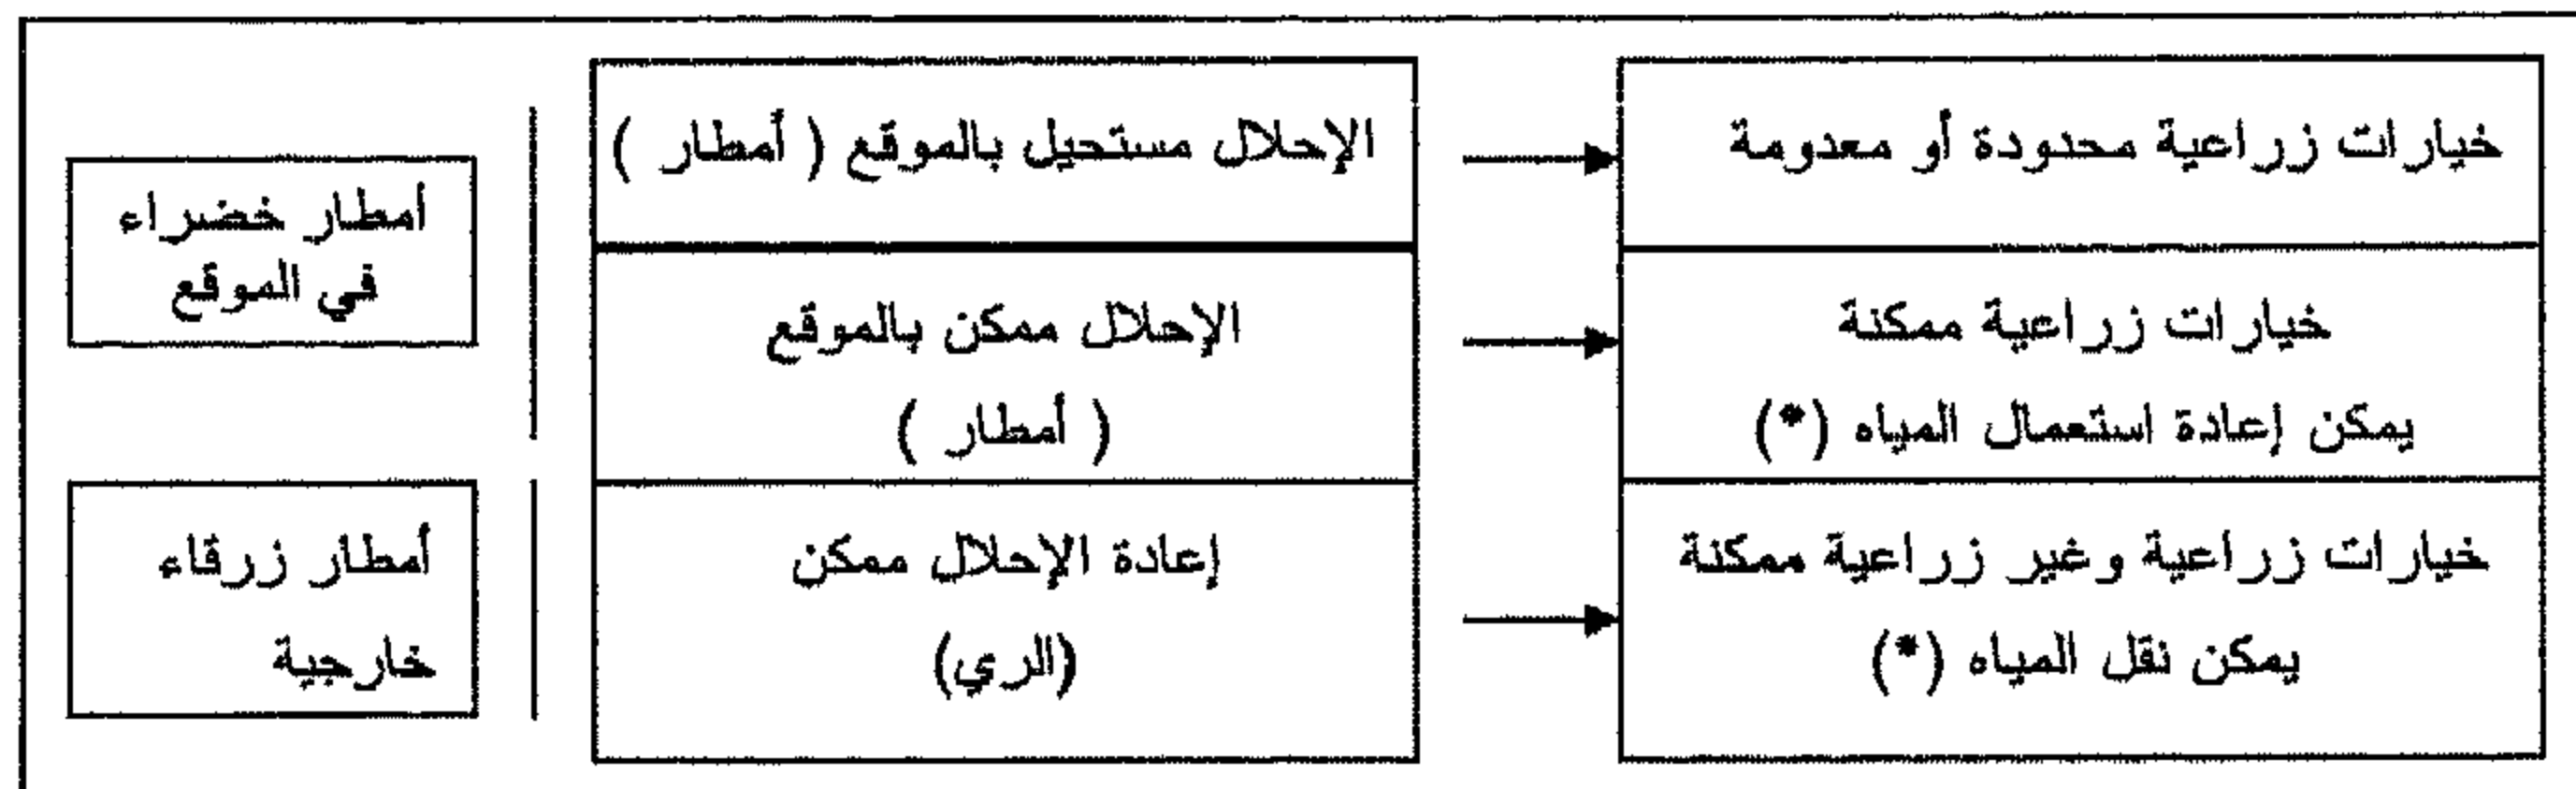 أمطار خضراء
في الموقع
أمطار زرقاء
خارجية
الإحلال مستحيل بالموقع ( أمطار )
الإحلال ممكن بالموقع
( أمطار )
إعادة الإحلال ممكن
(الري)
خيارات زراعية محدودة أو معدومة
خيارات زراعية ممكنة
يمكن إعادة استعمال المياه (*)
خيارات زراعية وغير زراعية ممكنة
يمكن نقل المياه (*)